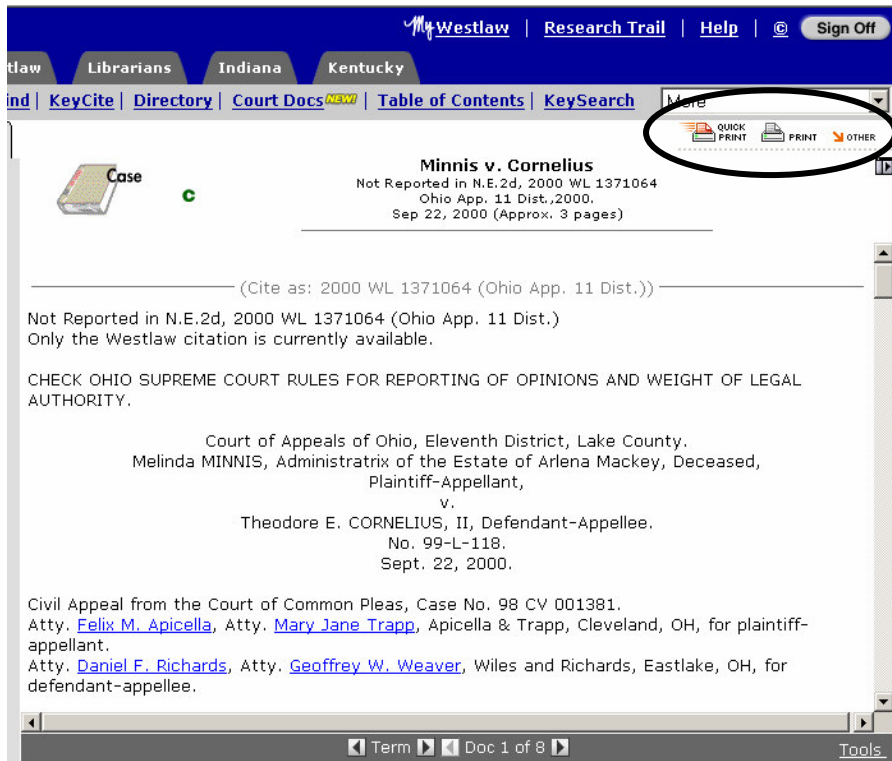 My Westlaw | Research Trail | Help | © Sign Off
tlaw Librarians Indiana Kentucky
ind | KeyCite | Directory | Court Docs NEW! | Table of Contents | KeySearch More
QUICK PRINT PRINT OTHER
Case C
Minnis v. Cornelius
Not Reported in N.E.2d, 2000 WL 1371064
Ohio App. 11 Dist.,2000.
Sep 22, 2000 (Approx. 3 pages)
(Cite as: 2000 WL 1371064 (Ohio App. 11 Dist.))
Not Reported in N.E.2d, 2000 WL 1371064 (Ohio App. 11 Dist.)
Only the Westlaw citation is currently available.
CHECK OHIO SUPREME COURT RULES FOR REPORTING OF OPINIONS AND WEIGHT OF LEGAL
AUTHORITY.
Court of Appeals of Ohio, Eleventh District, Lake County.
Melinda MINNIS, Administratrix of the Estate of Arlena Mackey, Deceased,
Plaintiff-Appellant,
v.
Theodore E. CORNELIUS, II, Defendant-Appellee.
No. 99-L-118.
Sept. 22, 2000.
Civil Appeal from the Court of Common Pleas, Case No. 98 CV 001381.
Atty. Felix M. Apicella, Atty. Mary Jane Trapp, Apicella & Trapp, Cleveland, OH, for plaintiff-
appellant.
Atty. Daniel F. Richards, Atty. Geoffrey W. Weaver, Wiles and Richards, Eastlake, OH, for
defendant-appellee.
Term Doc 1 of 8 Tools